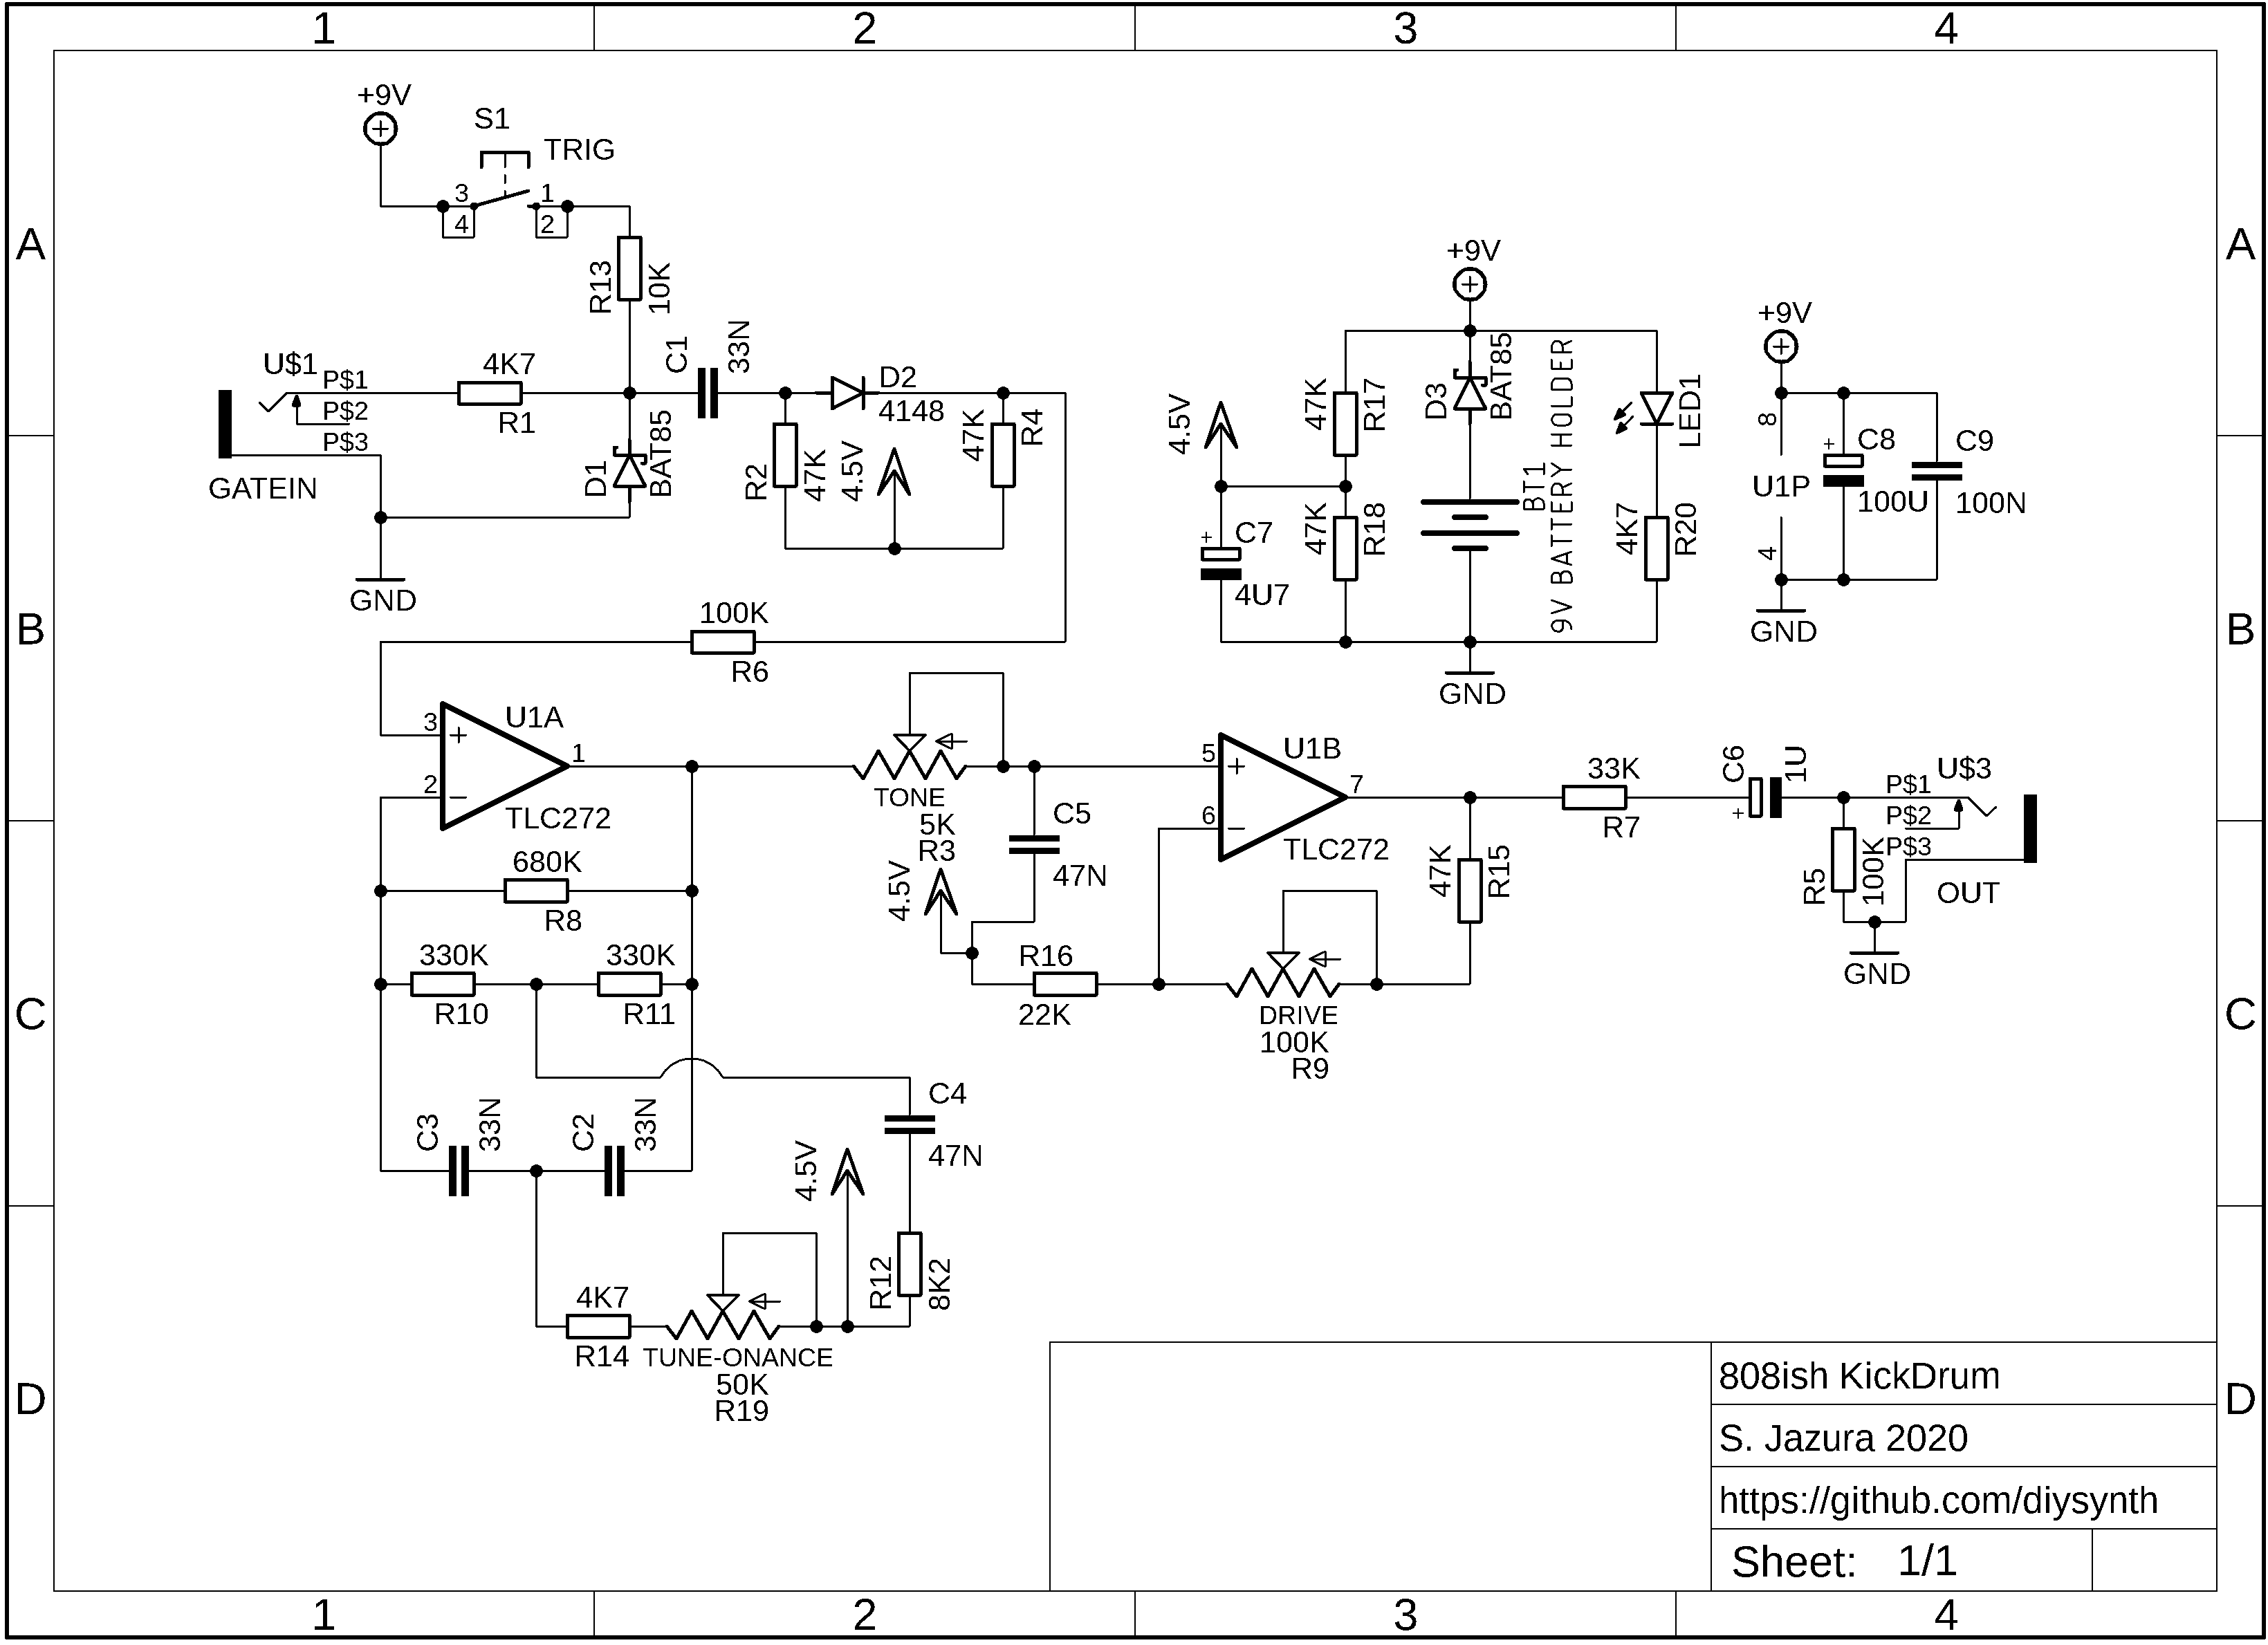 1 2 3 4
A A
B B
C C
D D
1 2 3 4
+9V
S1
TRIG
3 1
4 2
R13
10K
U$1
P$1
P$2
P$3
GATEIN
4K7
R1
C1
33N
D1
BAT85
GND
D2
4148
R2
47K
4.5V
47K
R4
100K
R6
+9V
4.5V
47K
R17
D3
BAT85
LED1
C7
+
4U7
47K
R18
BT1
9V BATTERY HOLDER
4K7
R20
GND
+9V
8
U1P
4
+
C8
100U
C9
100N
GND
3
+
2
−
U1A
1
TLC272
680K
R8
330K
R10
330K
R11
C3
33N
C2
33N
4K7
R14
TUNE-ONANCE
50K
R19
4.5V
C4
47N
R12
8K2
TONE
5K
R3
4.5V
C5
47N
R16
22K
5
+
6
−
U1B
7
TLC272
DRIVE
100K
R9
47K
R15
33K
R7
C6
+
1U
U$3
P$1
P$2
P$3
R5
100K
OUT
GND
808ish KickDrum
S. Jazura 2020
https://github.com/diysynth
Sheet: 1/1